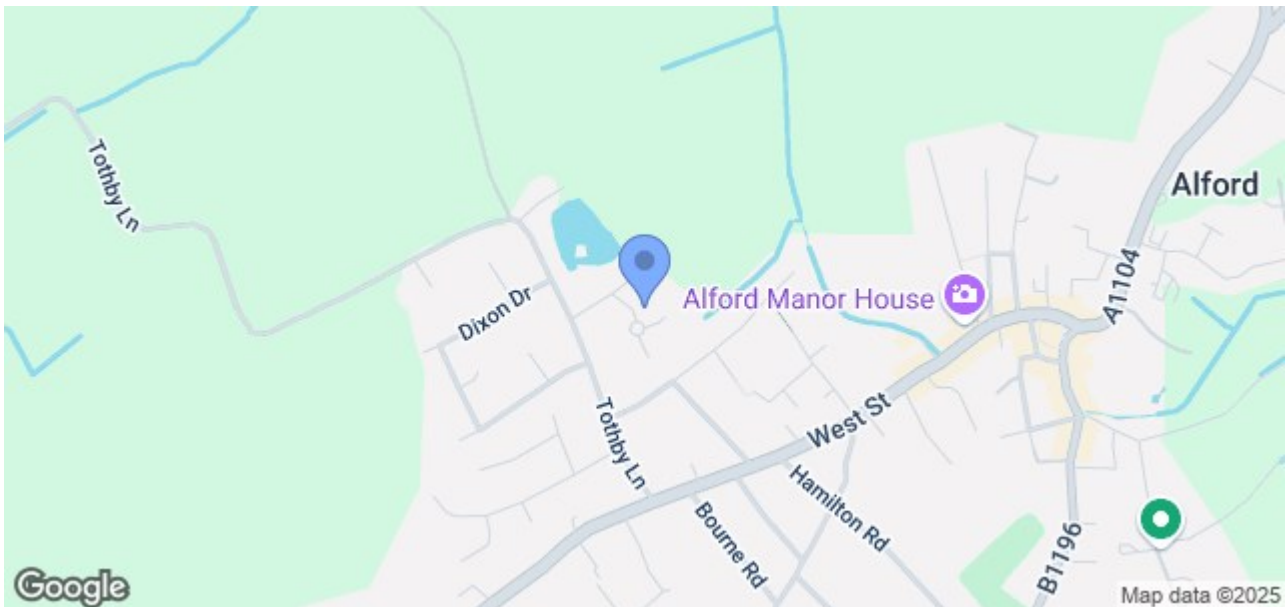 Tothby Ln
Alford
Dixon Dr
Alford Manor House
A1104
West St
Tothby Ln
Hamilton Rd
Bourne Rd
B1196
Google
Map data ©2025